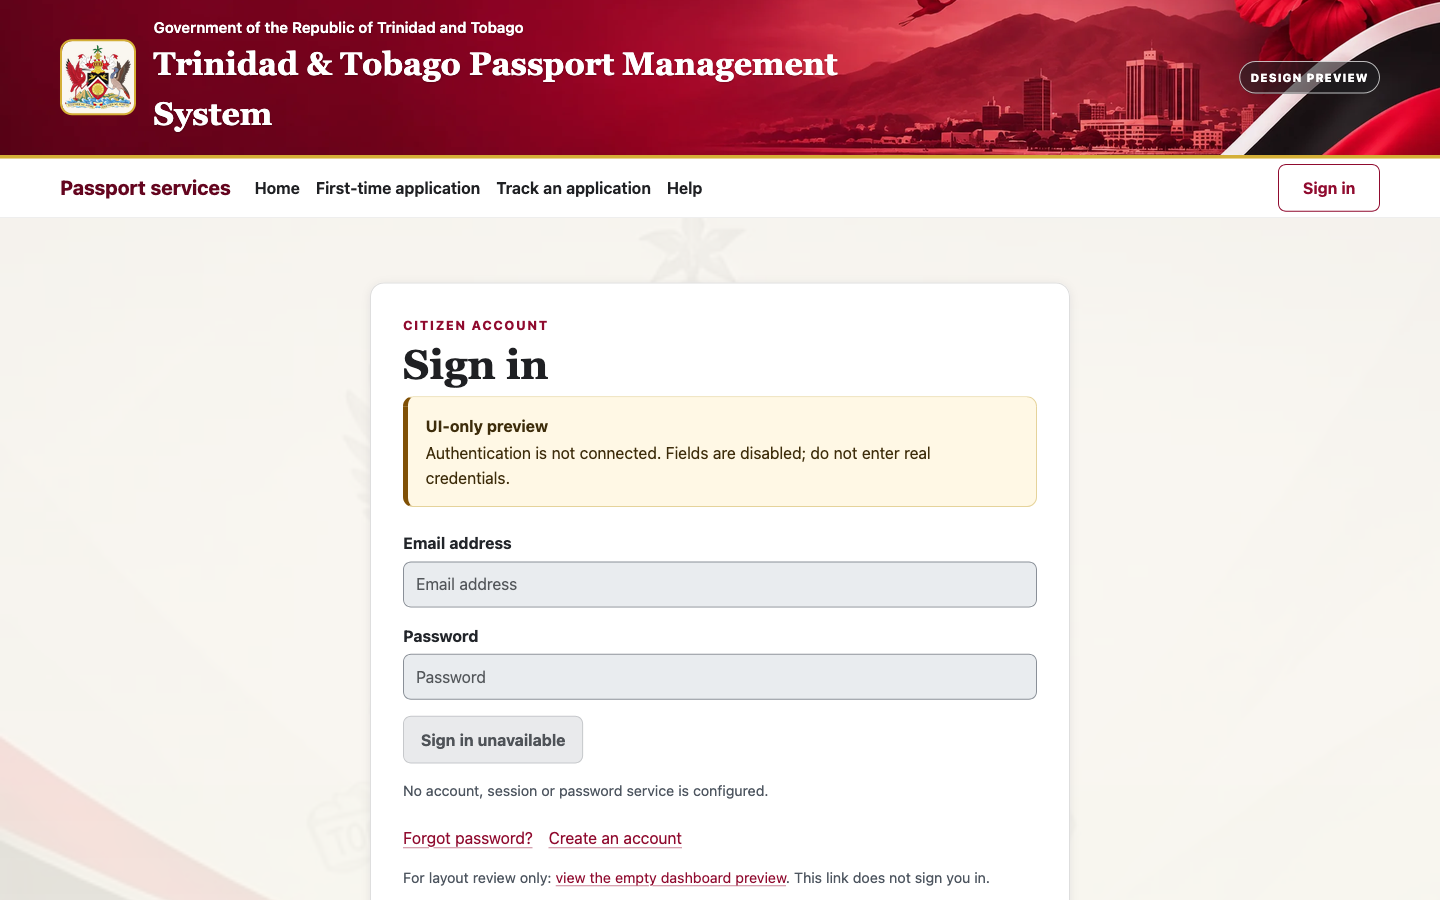 Government of the Republic of Trinidad and Tobago
Trinidad & Tobago Passport Management
System
DESIGN PREVIEW
Passport services
Home
First-time application
Track an application
Help
Sign in
CITIZEN ACCOUNT
Sign in
UI-only preview
Authentication is not connected. Fields are disabled; do not enter real
credentials.
Email address
Email address
Password
Password
Sign in unavailable
No account, session or password service is configured.
Forgot password?
Create an account
For layout review only: view the empty dashboard preview. This link does not sign you in.